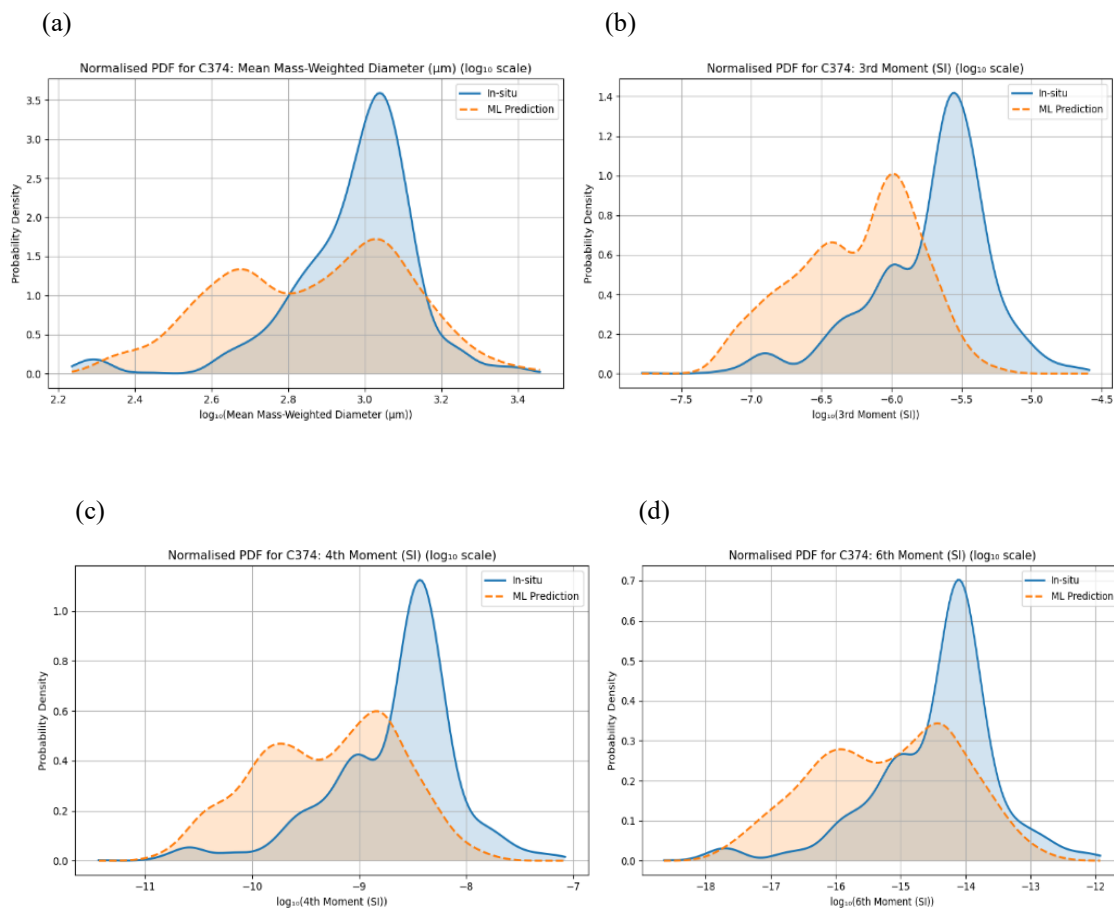 (a)
Normalised PDF for C374: Mean Mass-Weighted Diameter (μm) (log₁₀ scale)
In-situ
ML Prediction
Probability Density
3.5
3.0
2.5
2.0
1.5
1.0
0.5
0.0
2.2 2.4 2.6 2.8 3.0 3.2 3.4
log₁₀(Mean Mass-Weighted Diameter (μm))
(b)
Normalised PDF for C374: 3rd Moment (SI) (log₁₀ scale)
In-situ
ML Prediction
Probability Density
1.4
1.2
1.0
0.8
0.6
0.4
0.2
0.0
−7.5 −7.0 −6.5 −6.0 −5.5 −5.0 −4.5
log₁₀(3rd Moment (SI))
(c)
Normalised PDF for C374: 4th Moment (SI) (log₁₀ scale)
In-situ
ML Prediction
Probability Density
1.0
0.8
0.6
0.4
0.2
0.0
−11 −10 −9 −8 −7
log₁₀(4th Moment (SI))
(d)
Normalised PDF for C374: 6th Moment (SI) (log₁₀ scale)
In-situ
ML Prediction
Probability Density
0.7
0.6
0.5
0.4
0.3
0.2
0.1
0.0
−18 −17 −16 −15 −14 −13 −12
log₁₀(6th Moment (SI))